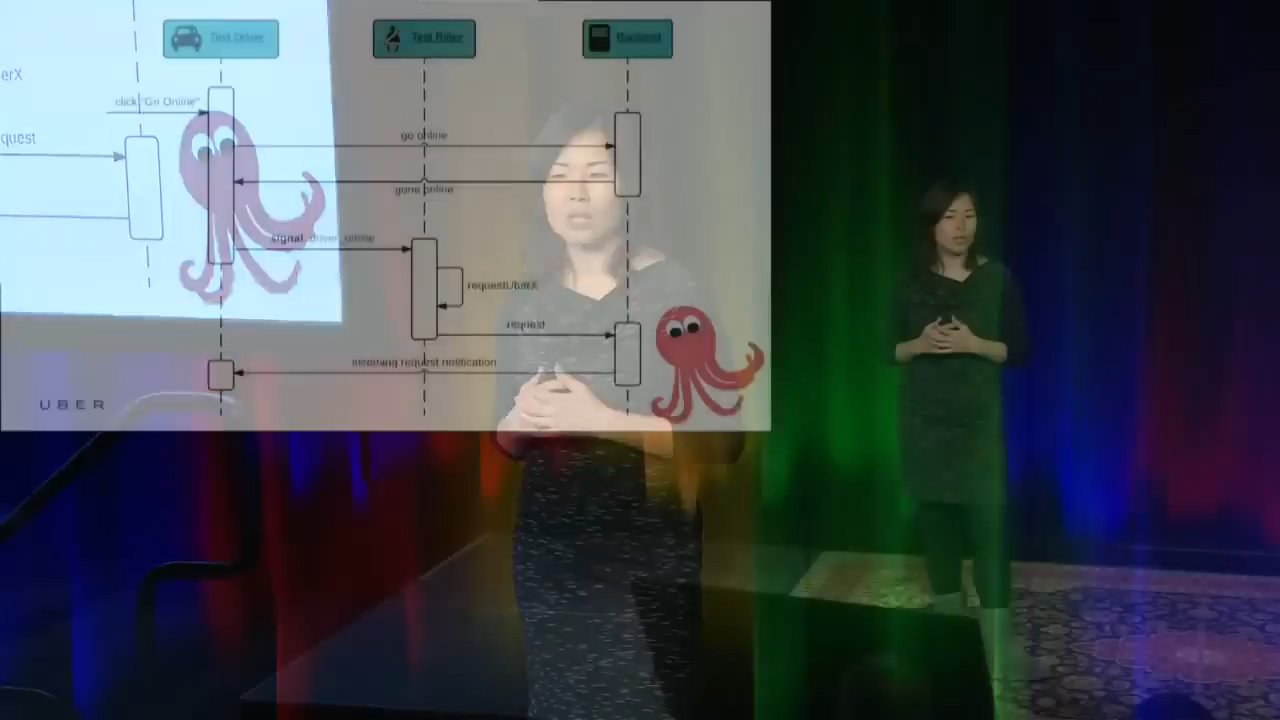 Test Driver
Test Rider
Backend
erX
click "Go Online"
quest
go online
gone online
signal_driver_online
requestUberX
request
incoming request notification
UBER